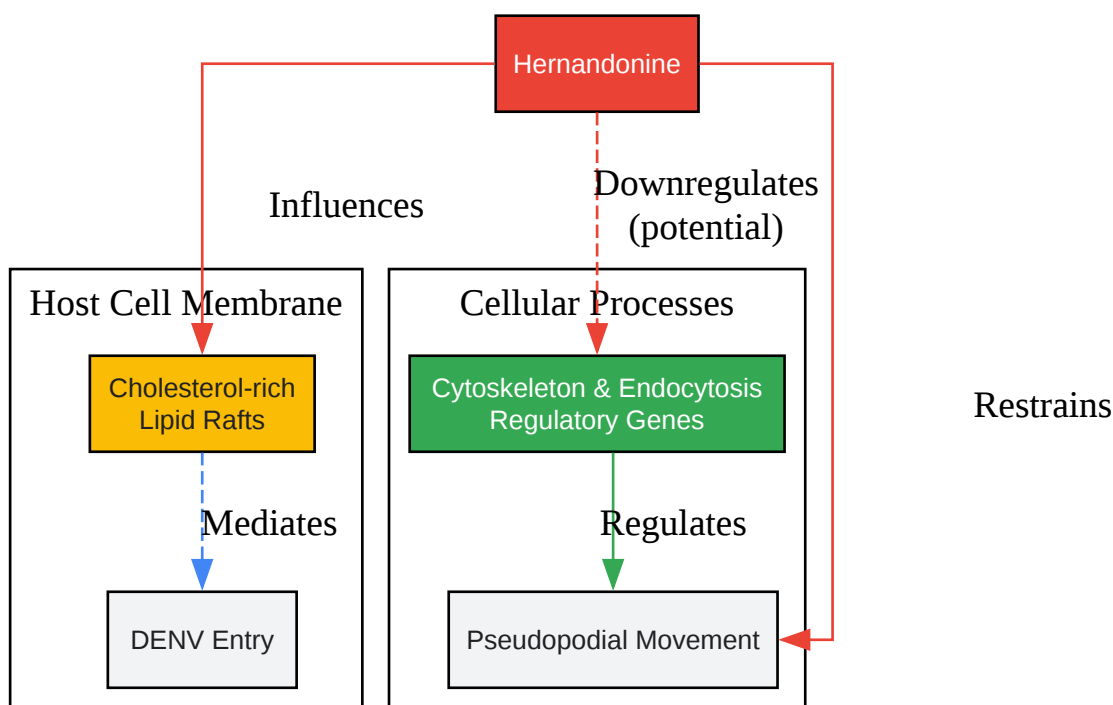 Hernandonine
Influences
Downregulates
(potential)
Host Cell Membrane
Cellular Processes
Cholesterol-rich
Lipid Rafts
Cytoskeleton & Endocytosis
Regulatory Genes
Restrains
Mediates
Regulates
DENV Entry
Pseudopodial Movement